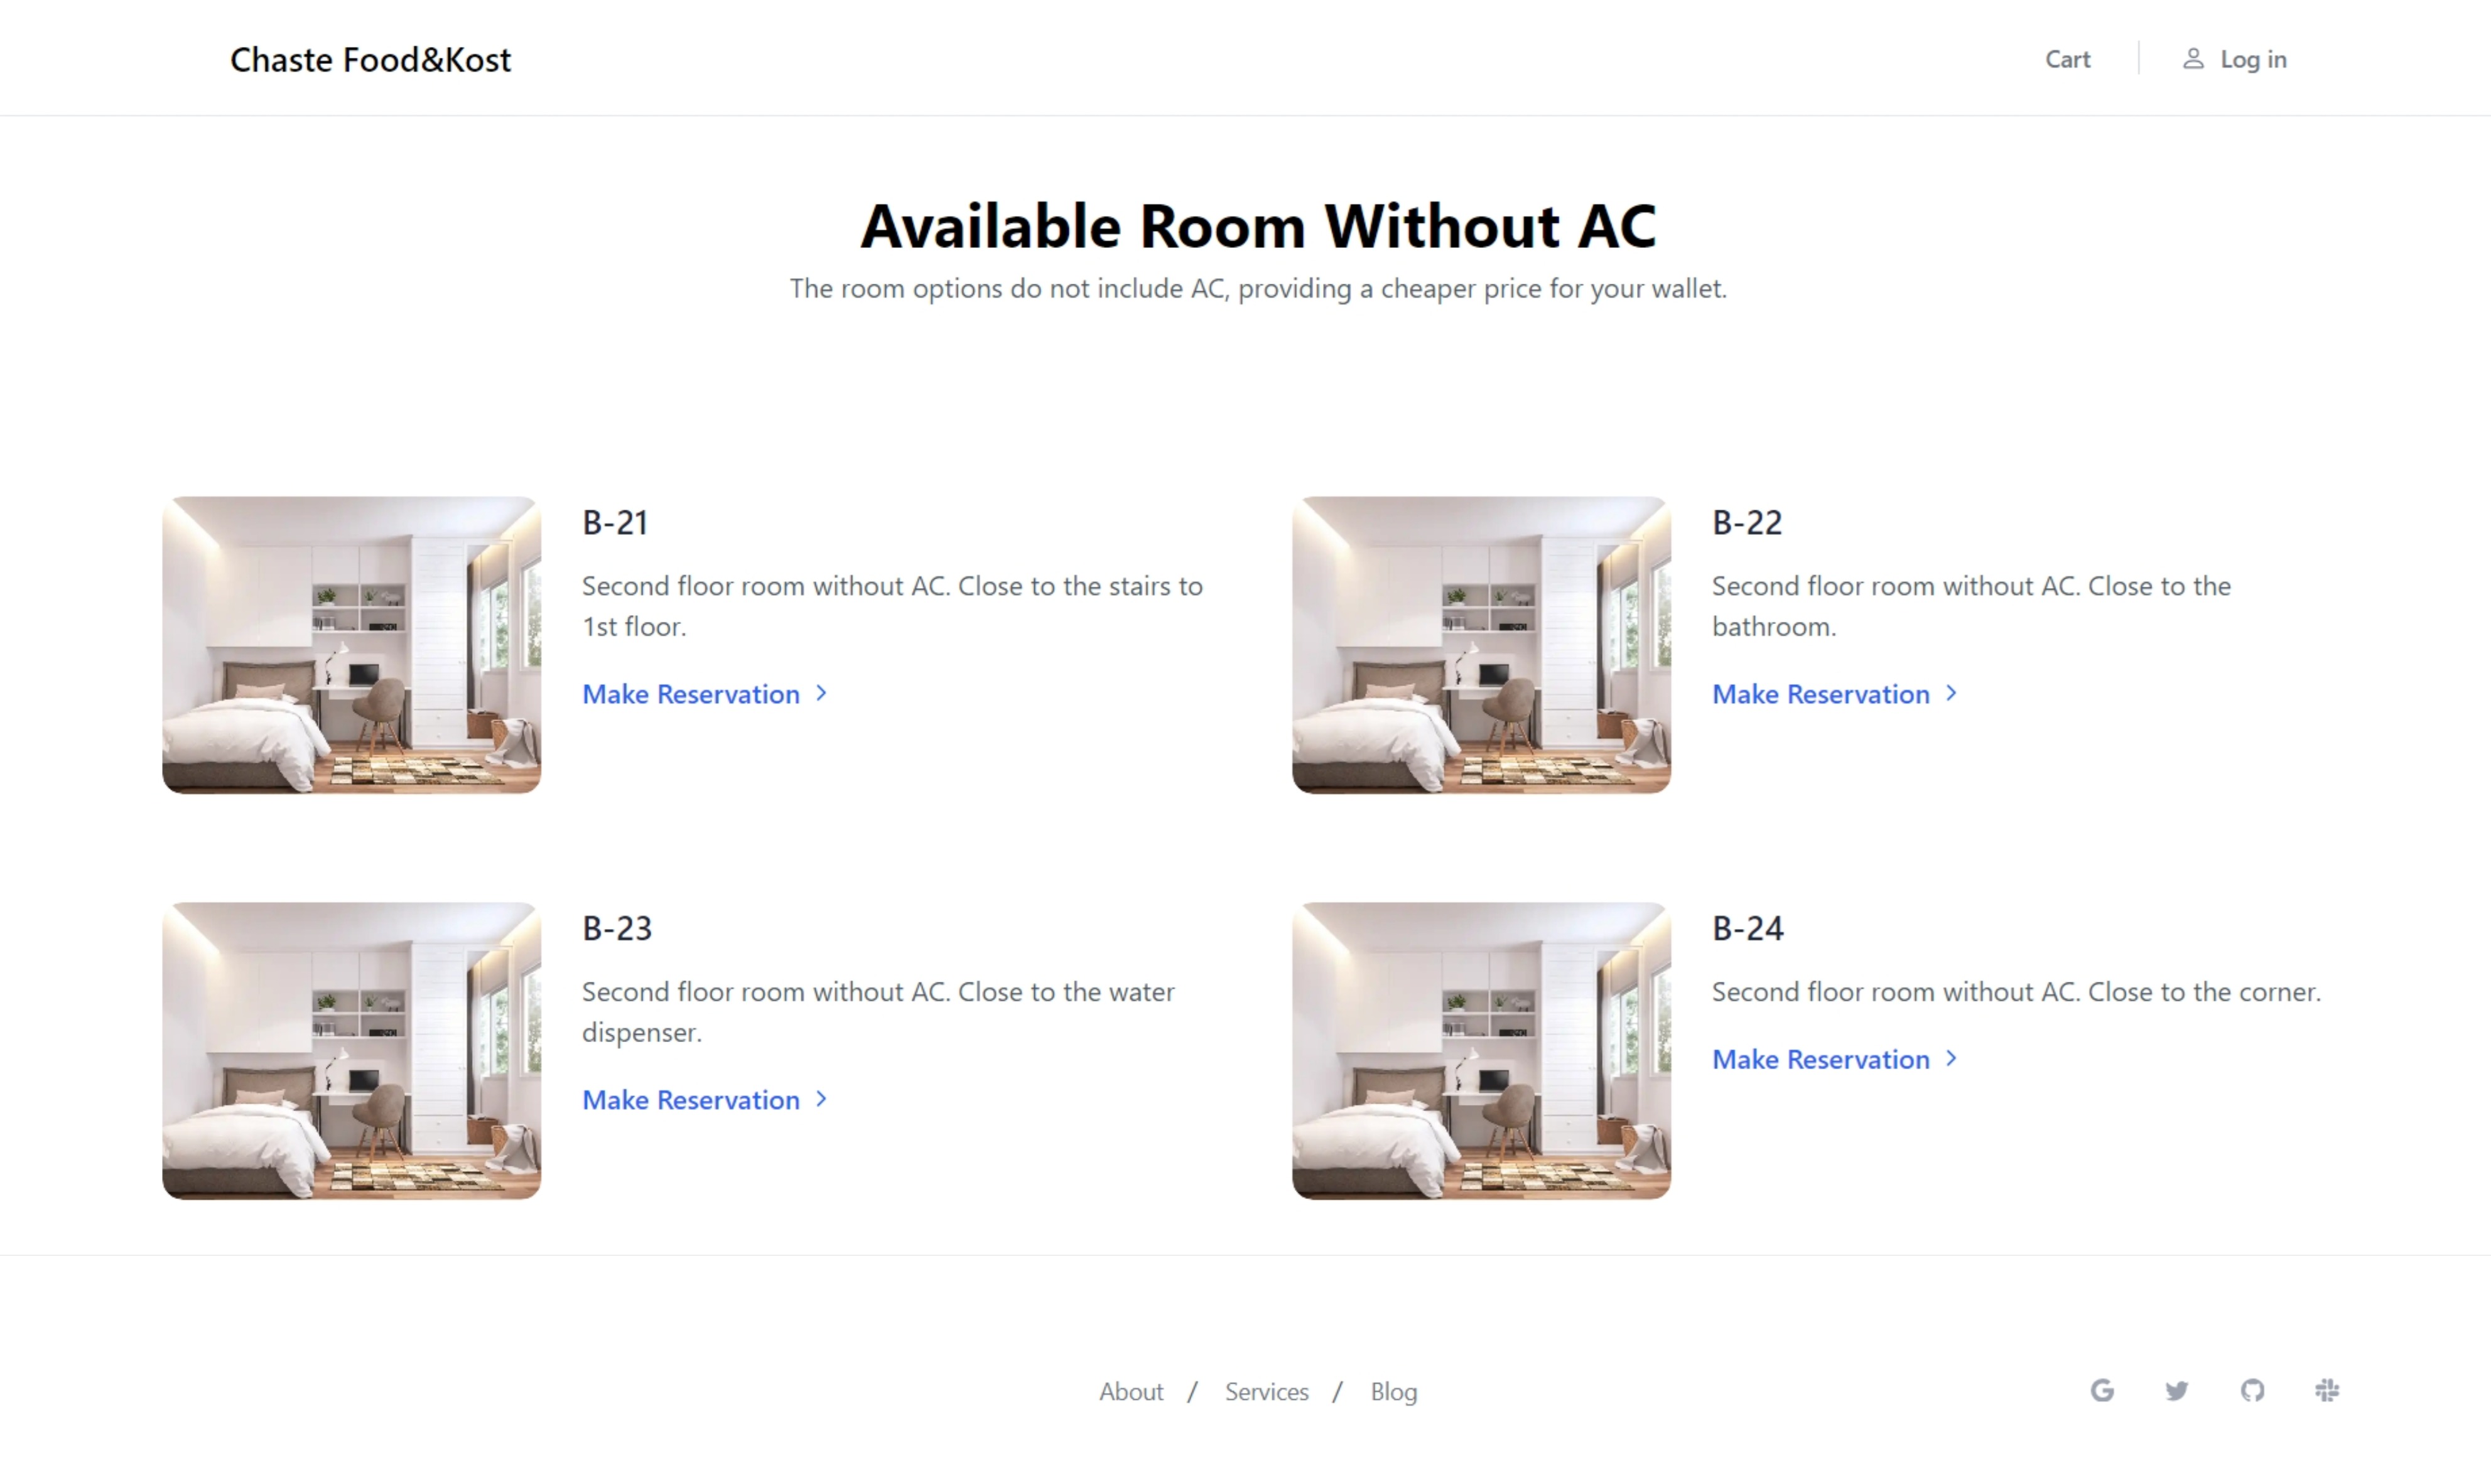 Chaste Food&Kost
Cart
Log in
Available Room Without AC
The room options do not include AC, providing a cheaper price for your wallet.
B-21
Second floor room without AC. Close to the stairs to
1st floor.
Make Reservation
B-22
Second floor room without AC. Close to the
bathroom.
Make Reservation
B-23
Second floor room without AC. Close to the water
dispenser.
Make Reservation
B-24
Second floor room without AC. Close to the corner.
Make Reservation
About / Services / Blog